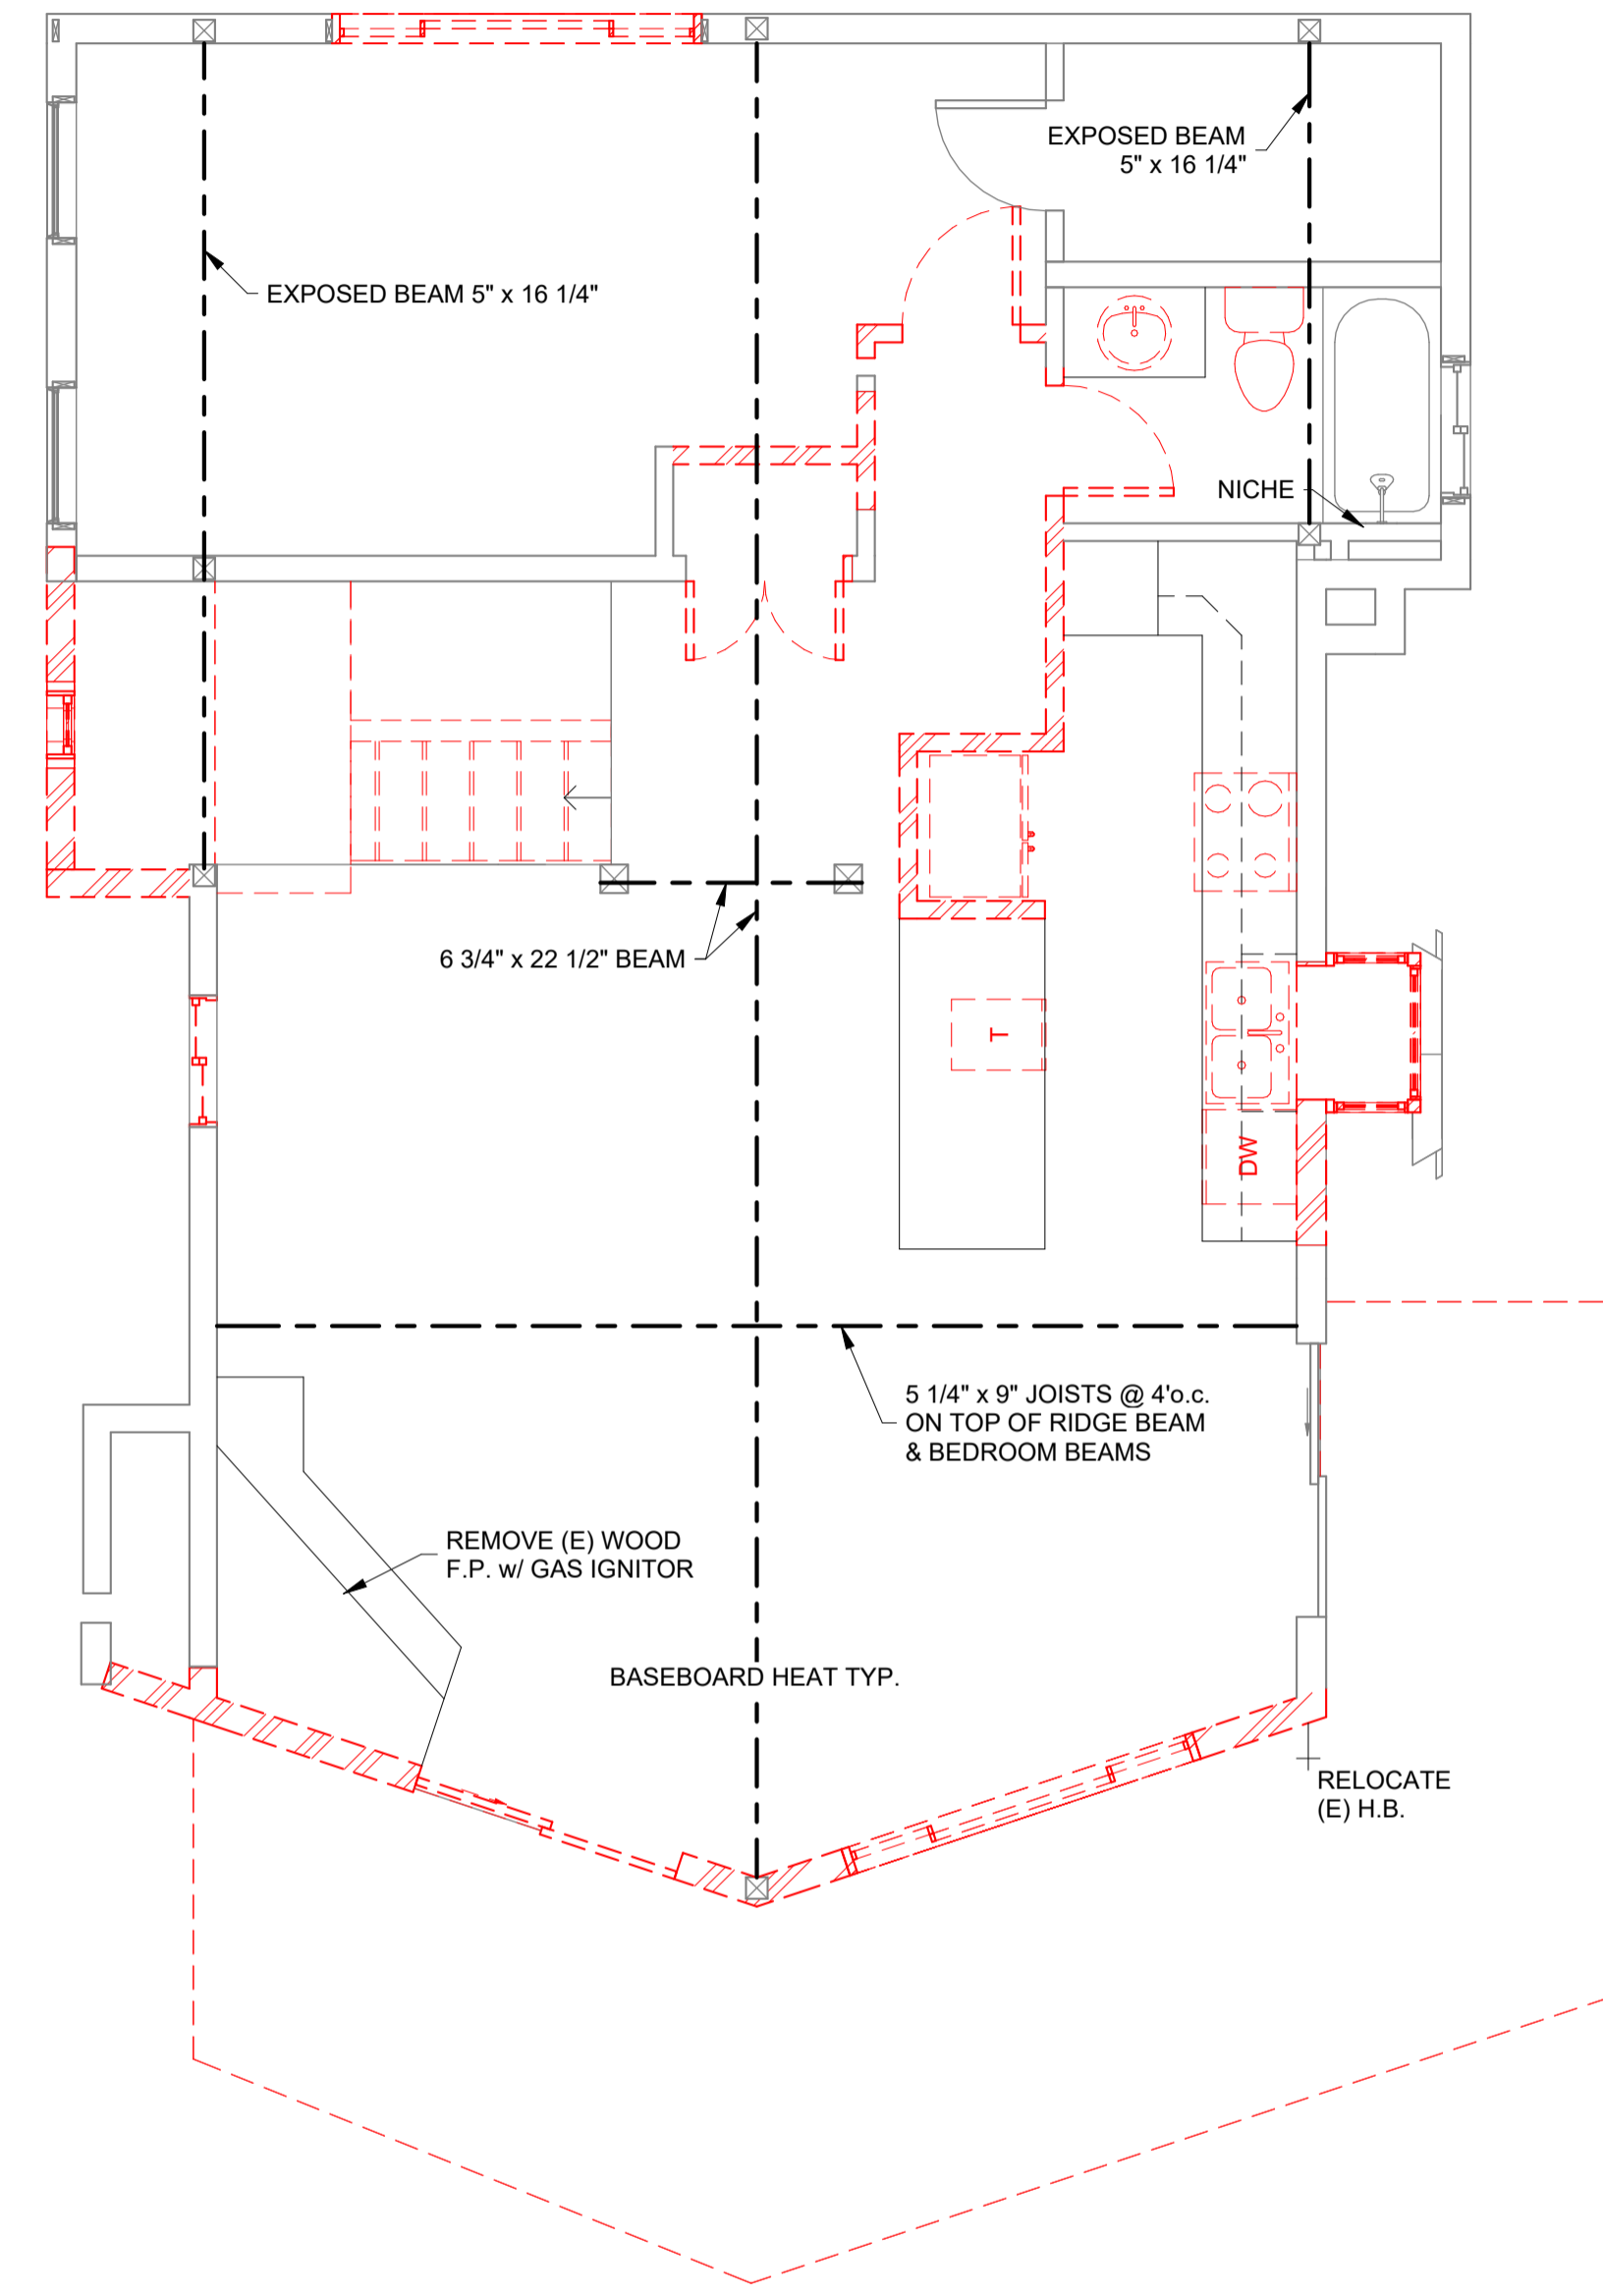 EXPOSED BEAM
5" x 16 1/4"
EXPOSED BEAM 5" x 16 1/4"
NICHE
6 3/4" x 22 1/2" BEAM
T
DW
5 1/4" x 9" JOISTS @ 4'o.c.
ON TOP OF RIDGE BEAM
& BEDROOM BEAMS
REMOVE (E) WOOD
F.P. w/ GAS IGNITOR
BASEBOARD HEAT TYP.
RELOCATE
(E) H.B.